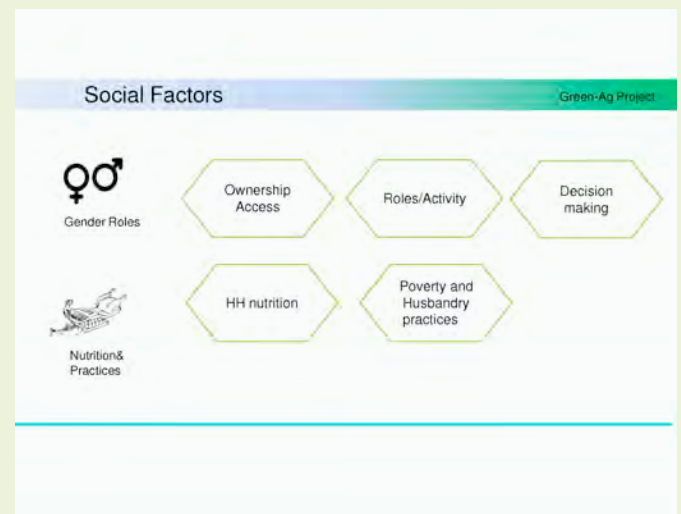 Social Factors
Green-Ag Project
Gender Roles
Ownership
Access
Roles/Activity
Decision
making
Nutrition&
Practices
HH nutrition
Poverty and
Husbandry
practices